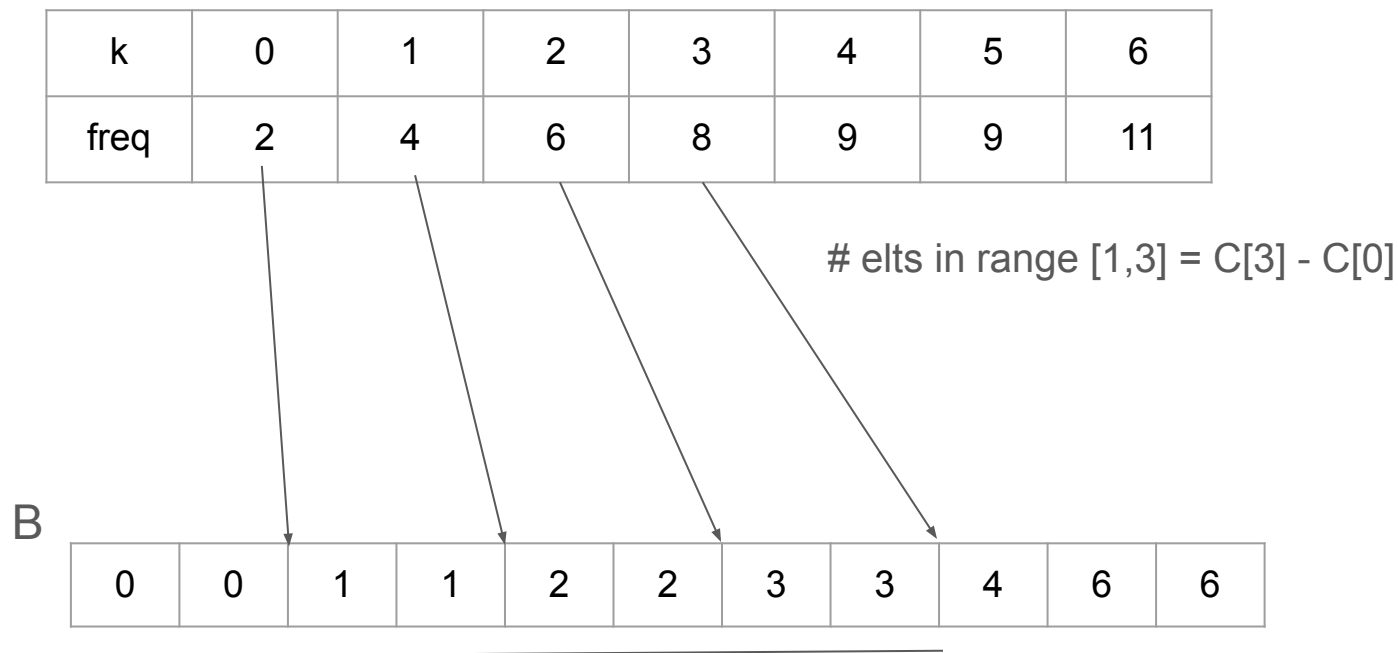 k 0 1 2 3 4 5 6
freq 2 4 6 8 9 9 11
# elts in range [1,3] = C[3] - C[0]
B
0 0 1 1 2 2 3 3 4 6 6